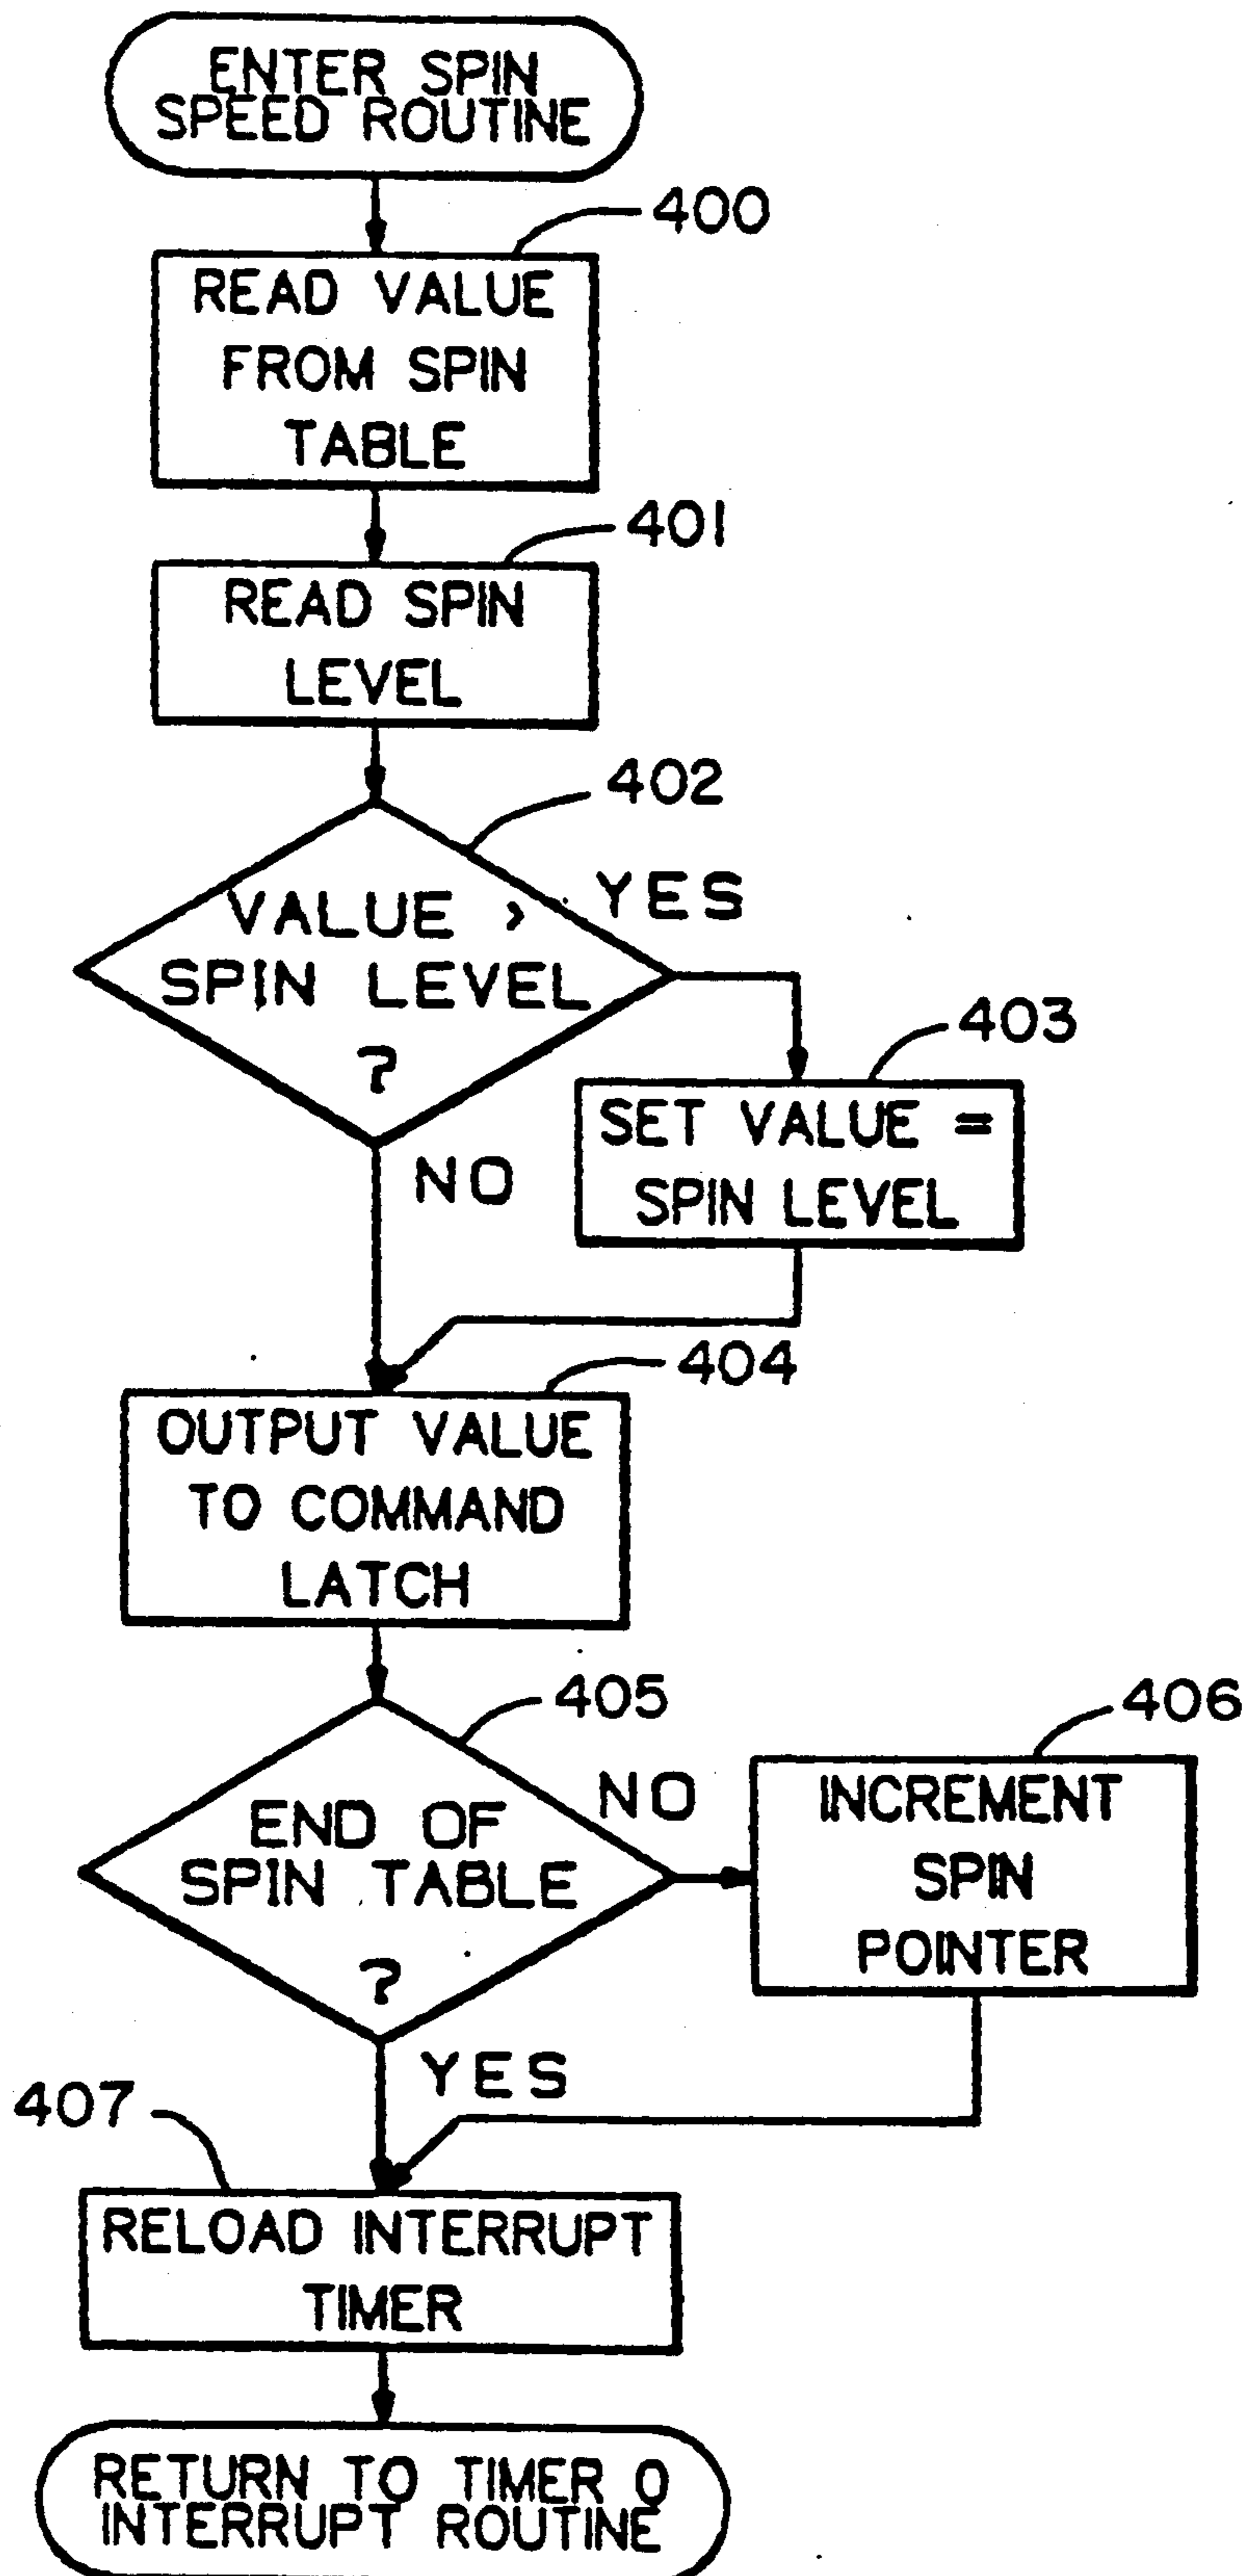 ENTER SPIN
SPEED ROUTINE
400
READ VALUE
FROM SPIN
TABLE
401
READ SPIN
LEVEL
402
VALUE >
SPIN LEVEL
?
YES
403
SET VALUE =
SPIN LEVEL
NO
404
OUTPUT VALUE
TO COMMAND
LATCH
405
END OF
SPIN TABLE
?
NO
406
INCREMENT
SPIN
POINTER
YES
407
RELOAD INTERRUPT
TIMER
RETURN TO TIMER 0
INTERRUPT ROUTINE